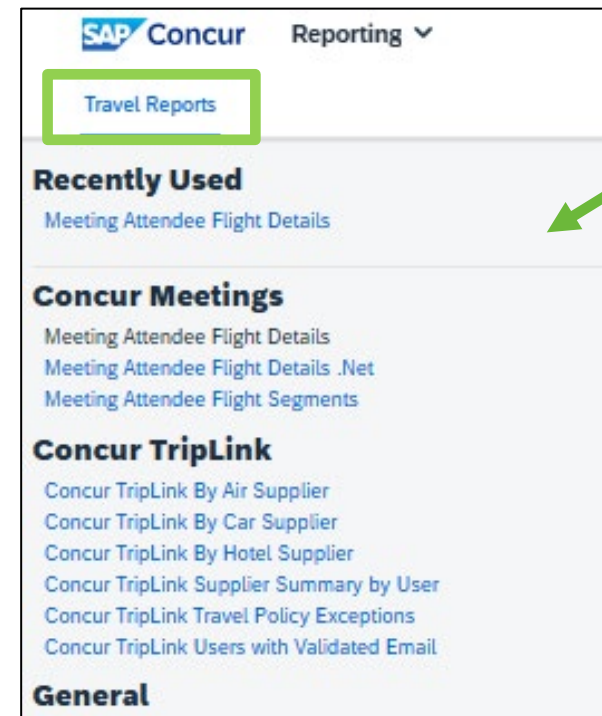 SAP Concur Reporting
Travel Reports
Recently Used
Meeting Attendee Flight Details
Concur Meetings
Meeting Attendee Flight Details
Meeting Attendee Flight Details .Net
Meeting Attendee Flight Segments
Concur TripLink
Concur TripLink By Air Supplier
Concur TripLink By Car Supplier
Concur TripLink By Hotel Supplier
Concur TripLink Supplier Summary by User
Concur TripLink Travel Policy Exceptions
Concur TripLink Users with Validated Email
General